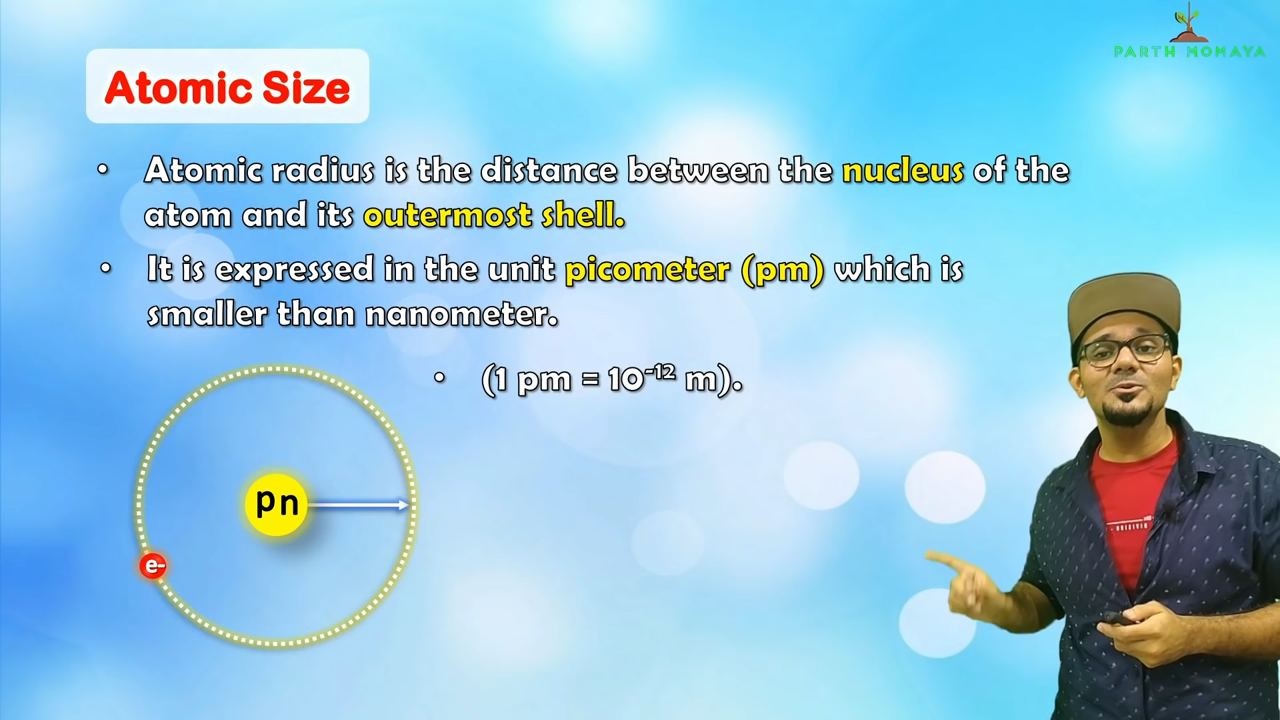 PARTH MOMAYA
Atomic Size
• Atomic radius is the distance between the nucleus of the
atom and its outermost shell.
• It is expressed in the unit picometer (pm) which is
smaller than nanometer.
• (1 pm = 10⁻¹² m).
pn
e-